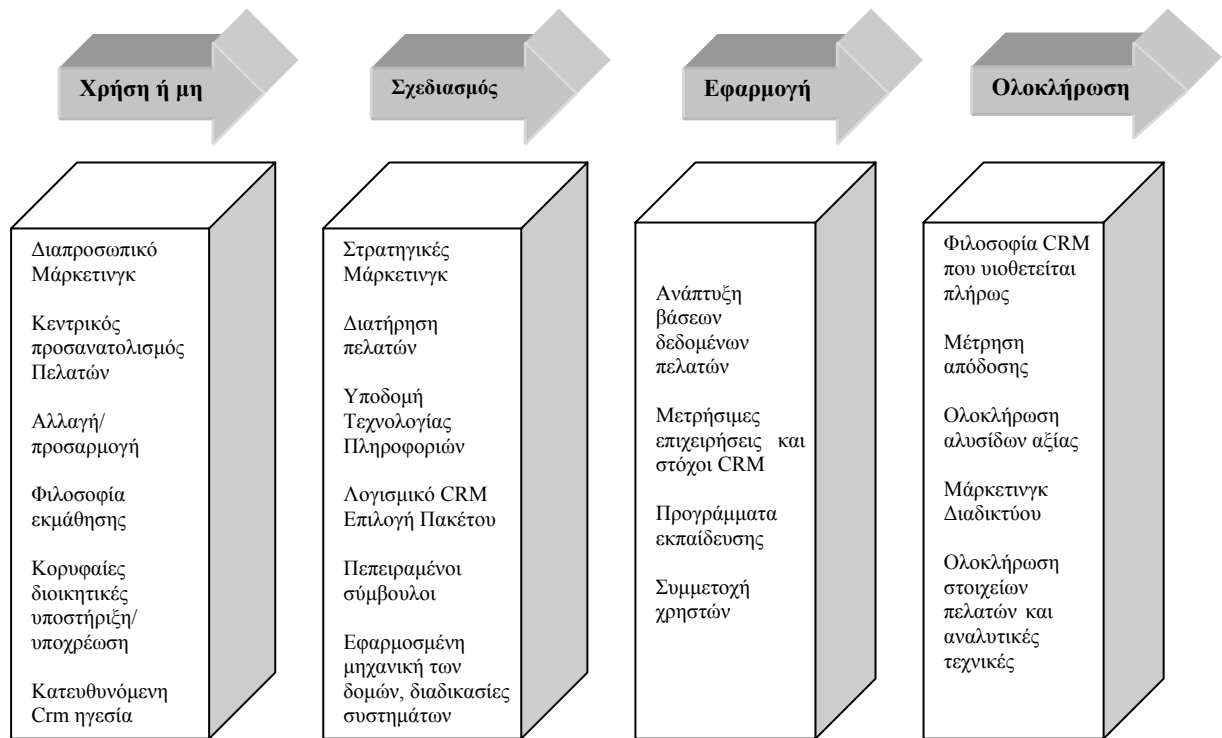 Χρήση ή μη
Σχεδιασμός
Εφαρμογή
Ολοκλήρωση
Διαπροσωπικό
Μάρκετινγκ
Κεντρικός
προσανατολισμός
Πελατών
Αλλαγή/
προσαρμογή
Φιλοσοφία
εκμάθησης
Κορυφαίες
διοικητικές
υποστήριξη/
υποχρέωση
Κατευθυνόμενη
Crm ηγεσία
Στρατηγικές
Μάρκετινγκ
Διατήρηση
πελατών
Υποδομή
Τεχνολογίας
Πληροφοριών
Λογισμικό CRM
Επιλογή Πακέτου
Πεπειραμένοι
σύμβουλοι
Εφαρμοσμένη
μηχανική των
δομών, διαδικασίες
συστημάτων
Ανάπτυξη
βάσεων
δεδομένων
πελατών
Μετρήσιμες
επιχειρήσεις και
στόχοι CRM
Προγράμματα
εκπαίδευσης
Συμμετοχή
χρηστών
Φιλοσοφία CRM
που υιοθετείται
πλήρως
Μέτρηση
απόδοσης
Ολοκλήρωση
αλυσίδων αξίας
Μάρκετινγκ
Διαδικτύου
Ολοκλήρωση
στοιχείων
πελατών και
αναλυτικές
τεχνικές